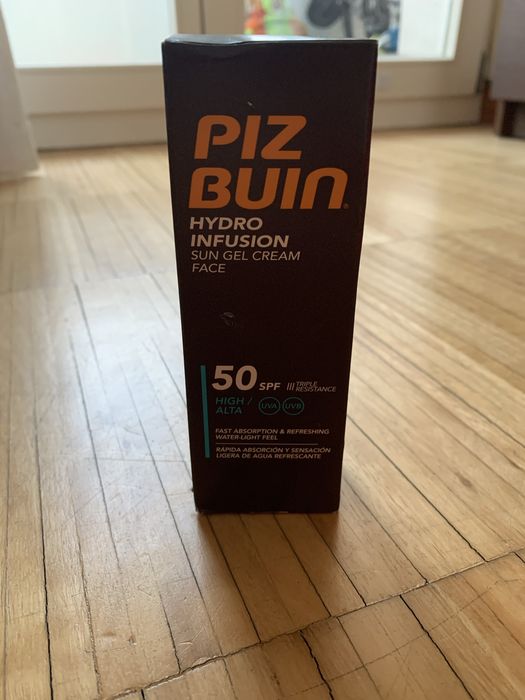 PIZ
BUIN®
HYDRO
INFUSION
SUN GEL CREAM
FACE
50 SPF
TRIPLE
RESISTANCE
HIGH /
ALTA
UVA UVB
FAST ABSORPTION & REFRESHING
WATER-LIGHT FEEL
RÁPIDA ABSORCIÓN Y SENSACIÓN
LIGERA DE AGUA REFRESCANTE